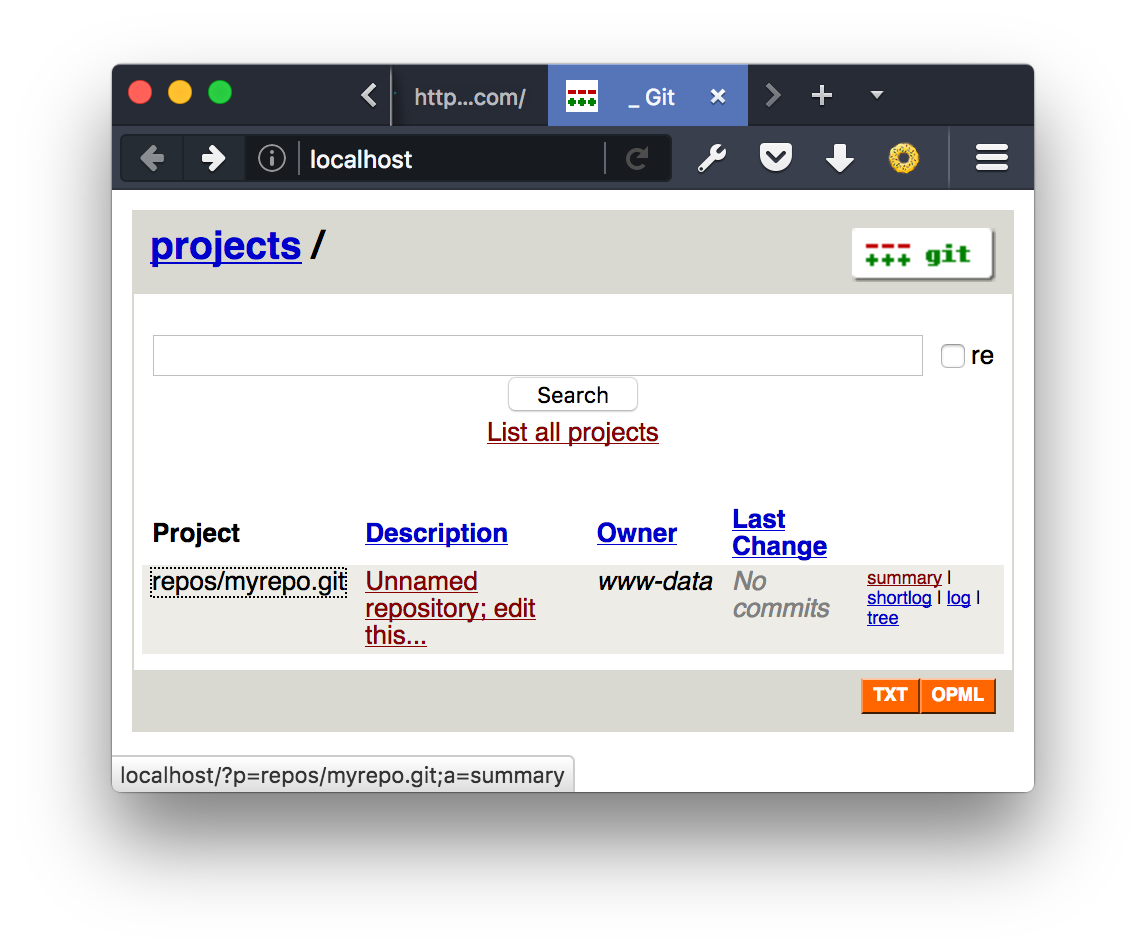 http...com/ _ Git
localhost
projects /
git
re
Search
List all projects
Project Description Owner Last Change
repos/myrepo.git Unnamed repository; edit this... www-data No commits summary | shortlog | log | tree
TXT OPML
localhost/?p=repos/myrepo.git;a=summary